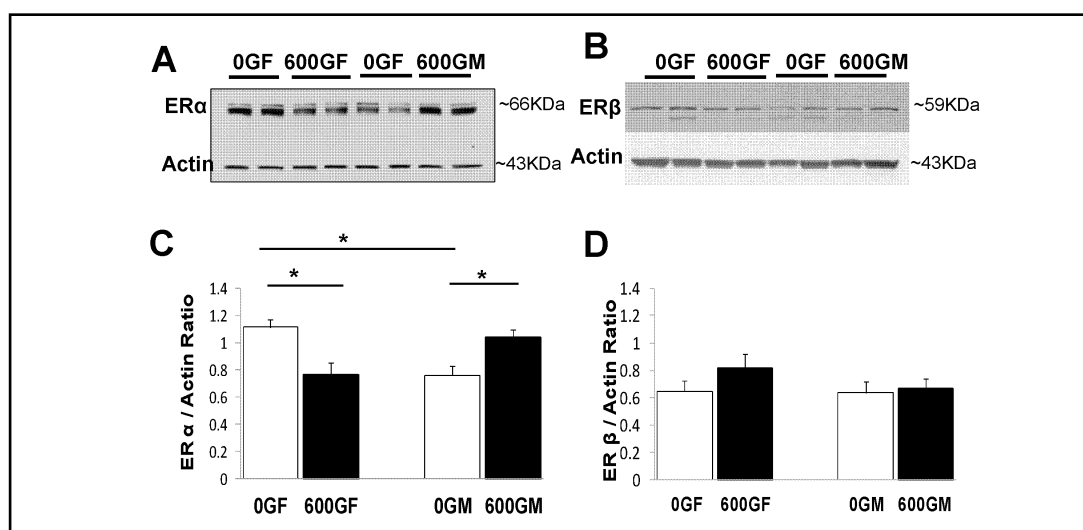 A
0GF 600GF 0GF 600GM
ERα ~66KDa
Actin ~43KDa
B
0GF 600GF 0GF 600GM
ERβ ~59KDa
Actin ~43KDa
C
* * *
ER α / Actin Ratio
1.4
1.2
1
0.8
0.6
0.4
0.2
0
0GF 600GF 0GM 600GM
D
ER β / Actin Ratio
1.4
1.2
1
0.8
0.6
0.4
0.2
0
0GF 600GF 0GM 600GM